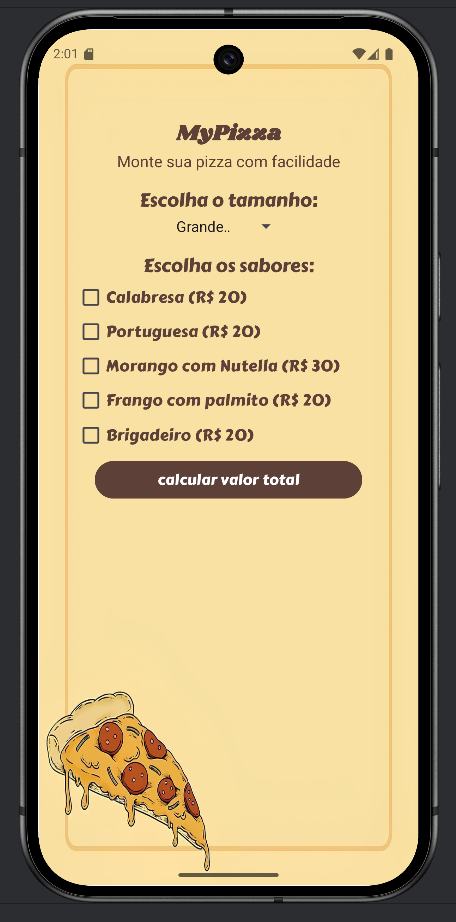 2:01
MyPizza
Monte sua pizza com facilidade
Escolha o tamanho:
Grande..
Escolha os sabores:
Calabresa (R$ 20)
Portuguesa (R$ 20)
Morango com Nutella (R$ 30)
Frango com palmito (R$ 20)
Brigadeiro (R$ 20)
calcular valor total